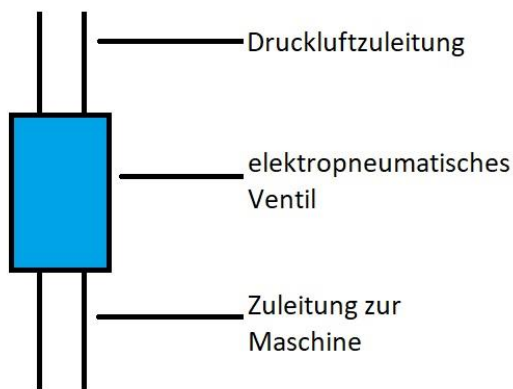 Druckluftzuleitung
elektropneumatisches
Ventil
Zuleitung zur
Maschine